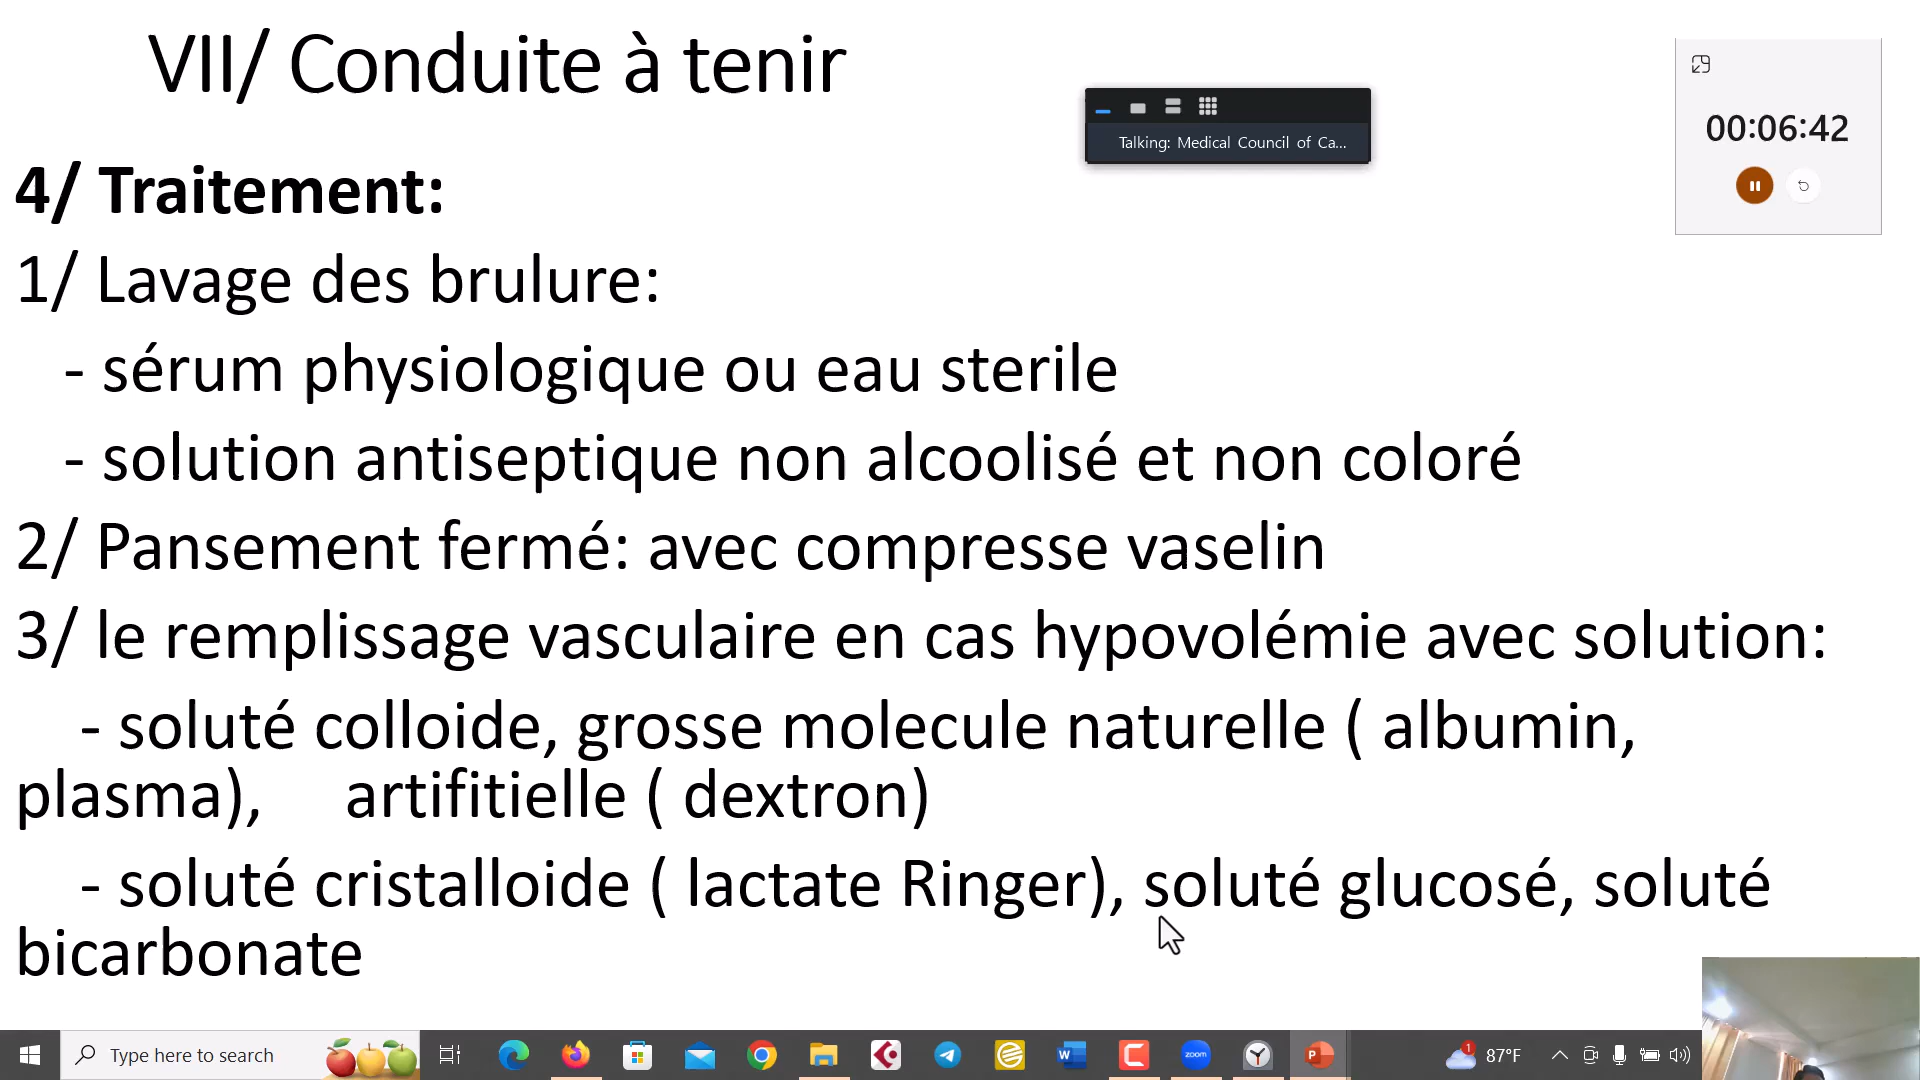 VII/ Conduite à tenir
Talking: Medical Council of Ca...
00:06:42
4/ Traitement:
1/ Lavage des brulure:
- sérum physiologique ou eau sterile
- solution antiseptique non alcoolisé et non coloré
2/ Pansement fermé: avec compresse vaselin
3/ le remplissage vasculaire en cas hypovolémie avec solution:
- soluté colloide, grosse molecule naturelle ( albumin,
plasma), artifitielle ( dextron)
- soluté cristalloide ( lactate Ringer), soluté glucosé, soluté
bicarbonate
Type here to search
W
zoom
P
1
87°F